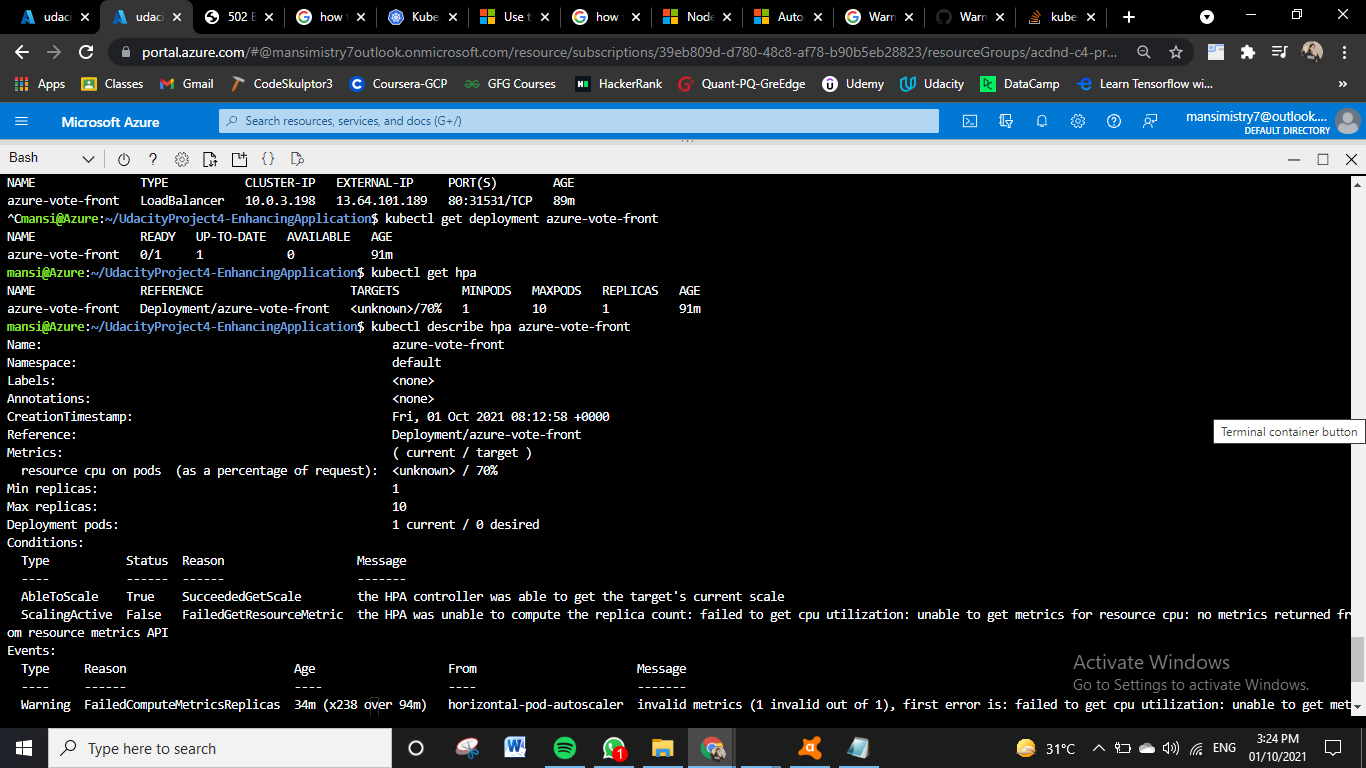 udaci
udaci
502 B
how t
Kube
Use t
how
Node
Auto
Warn
Warn
kube
portal.azure.com/#@mansimistry7outlook.onmicrosoft.com/resource/subscriptions/39eb809d-d780-48c8-af78-b90b5eb28823/resourceGroups/acdnd-c4-pr...
Apps
Classes
Gmail
CodeSkulptor3
Coursera-GCP
GFG Courses
HackerRank
Quant-PQ-GreEdge
Udemy
Udacity
DataCamp
Learn Tensorflow wi...
»
Microsoft Azure
Search resources, services, and docs (G+/)
mansimistry7@outlook....
DEFAULT DIRECTORY
Bash
NAME TYPE CLUSTER-IP EXTERNAL-IP PORT(S) AGE
azure-vote-front LoadBalancer 10.0.3.198 13.64.101.189 80:31531/TCP 89m
^Cmansi@Azure:~/UdacityProject4-EnhancingApplication$ kubectl get deployment azure-vote-front
NAME READY UP-TO-DATE AVAILABLE AGE
azure-vote-front 0/1 1 0 91m
mansi@Azure:~/UdacityProject4-EnhancingApplication$ kubectl get hpa
NAME REFERENCE TARGETS MINPODS MAXPODS REPLICAS AGE
azure-vote-front Deployment/azure-vote-front <unknown>/70% 1 10 1 91m
mansi@Azure:~/UdacityProject4-EnhancingApplication$ kubectl describe hpa azure-vote-front
Name: azure-vote-front
Namespace: default
Labels: <none>
Annotations: <none>
CreationTimestamp: Fri, 01 Oct 2021 08:12:58 +0000
Reference: Deployment/azure-vote-front
Metrics: ( current / target )
resource cpu on pods (as a percentage of request): <unknown> / 70%
Min replicas: 1
Max replicas: 10
Deployment pods: 1 current / 0 desired
Conditions:
Type Status Reason Message
---- ------ ------ -------
AbleToScale True SucceededGetScale the HPA controller was able to get the target's current scale
ScalingActive False FailedGetResourceMetric the HPA was unable to compute the replica count: failed to get cpu utilization: unable to get metrics for resource cpu: no metrics returned fr
om resource metrics API
Events:
Type Reason Age From Message
---- ------ ---- ---- -------
Warning FailedComputeMetricsReplicas 34m (x238 over 94m) horizontal-pod-autoscaler invalid metrics (1 invalid out of 1), first error is: failed to get cpu utilization: unable to get met
Terminal container button
Activate Windows
Go to Settings to activate Windows.
Type here to search
1
31°C
ENG
3:24 PM
01/10/2021